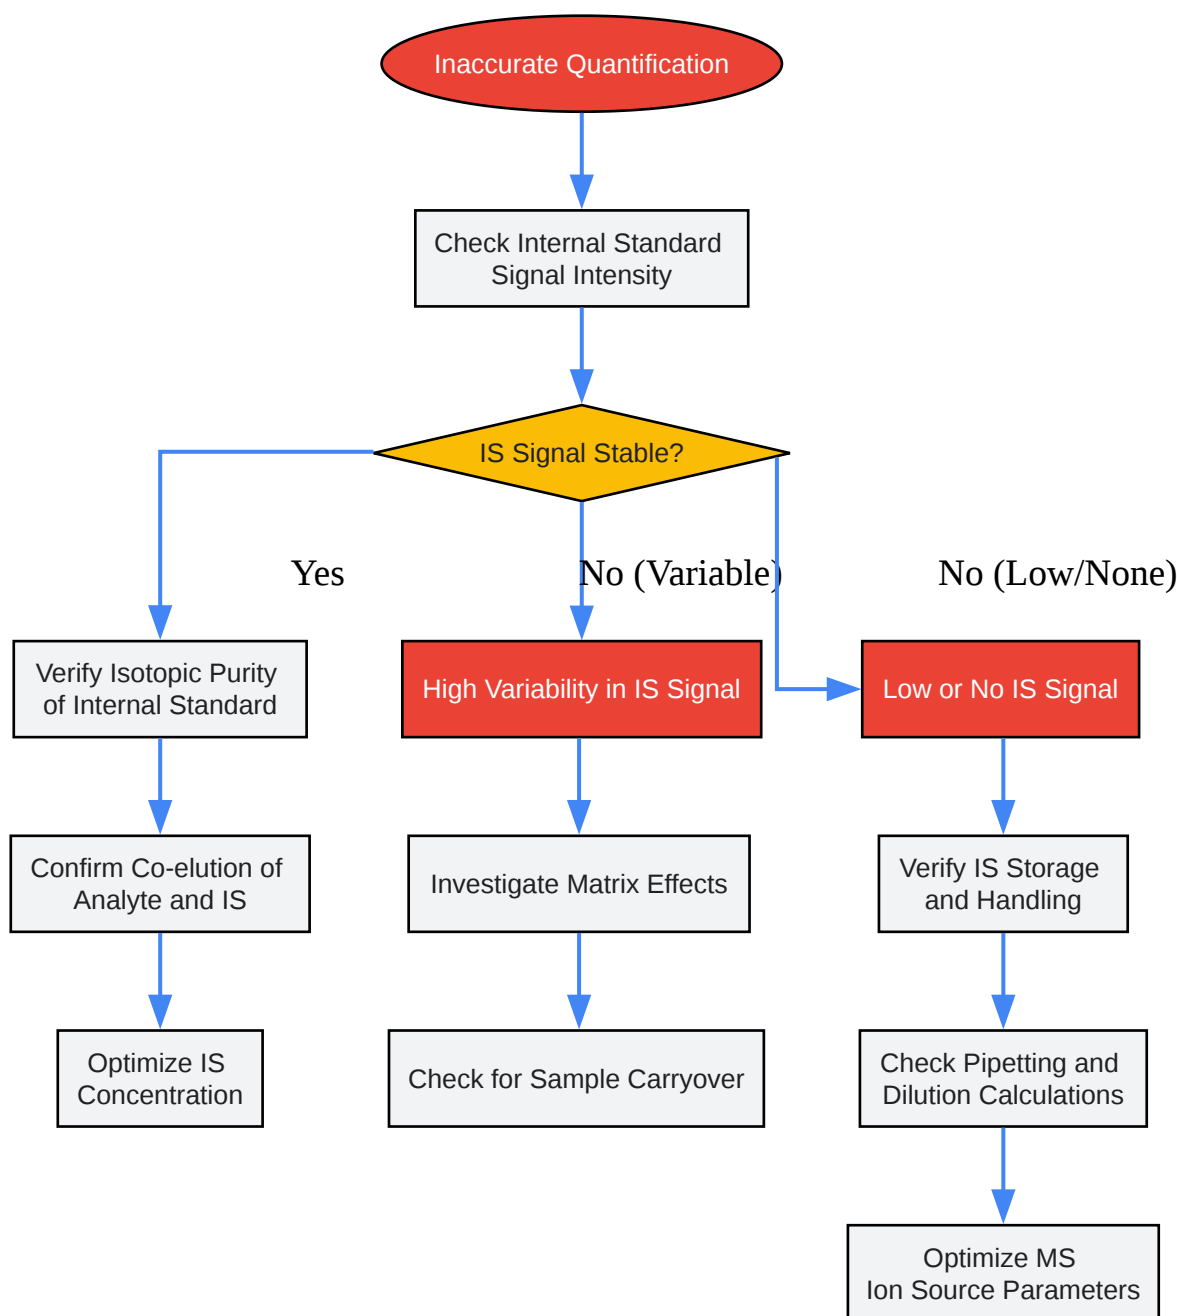 Inaccurate Quantification
Check Internal Standard
Signal Intensity
IS Signal Stable?
Yes
No (Variable)
No (Low/None)
Verify Isotopic Purity
of Internal Standard
High Variability in IS Signal
Low or No IS Signal
Confirm Co-elution of
Analyte and IS
Investigate Matrix Effects
Verify IS Storage
and Handling
Optimize IS
Concentration
Check for Sample Carryover
Check Pipetting and
Dilution Calculations
Optimize MS
Ion Source Parameters